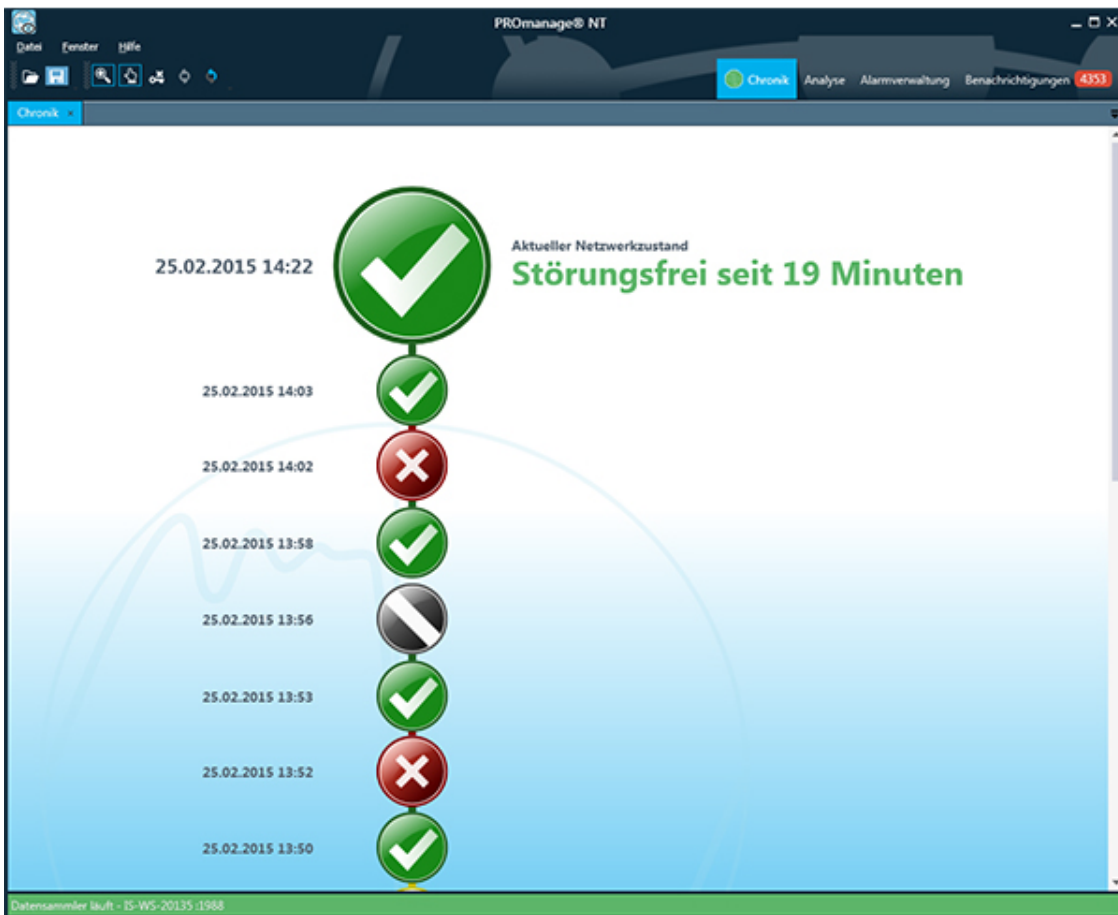 PROmanage® NT
Datei Fenster Hilfe
Chronik Analyse Alarmverwaltung Benachrichtigungen 4353
Chronik ×
Aktueller Netzwerkzustand
25.02.2015 14:22 Störungsfrei seit 19 Minuten
25.02.2015 14:03
25.02.2015 14:02
25.02.2015 13:58
25.02.2015 13:56
25.02.2015 13:53
25.02.2015 13:52
25.02.2015 13:50
Datensammler läuft - IS-WS-20135 :1988